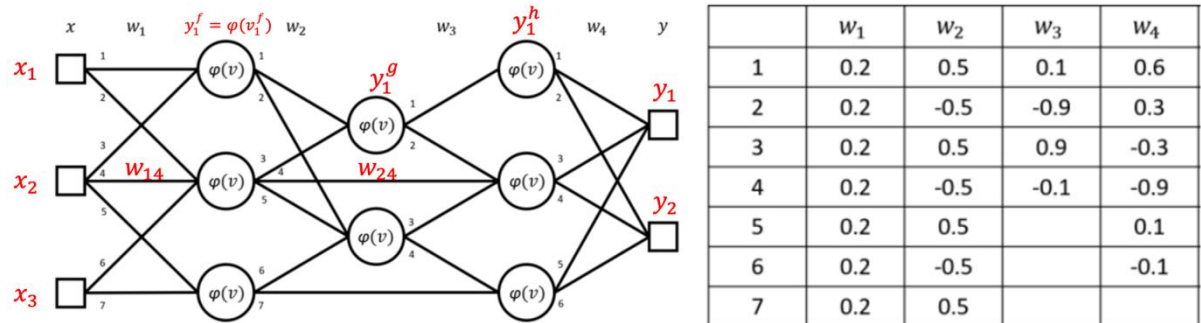 x w₁ y₁ᶠ = φ(v₁ᶠ) w₂ w₃ y₁ʰ w₄ y
x₁ 1 2 φ(v) 1 2 φ(v) 1 2
y₁ᵍ φ(v) 1 2 y₁
x₂ 3 4 5 w₁₄ φ(v) 3 4 5 w₂₄ φ(v) 3 4
φ(v) 3 4 y₂
x₃ 6 7 φ(v) 6 7 φ(v) 5 6
w₁ w₂ w₃ w₄
1 0.2 0.5 0.1 0.6
2 0.2 -0.5 -0.9 0.3
3 0.2 0.5 0.9 -0.3
4 0.2 -0.5 -0.1 -0.9
5 0.2 0.5 0.1
6 0.2 -0.5 -0.1
7 0.2 0.5